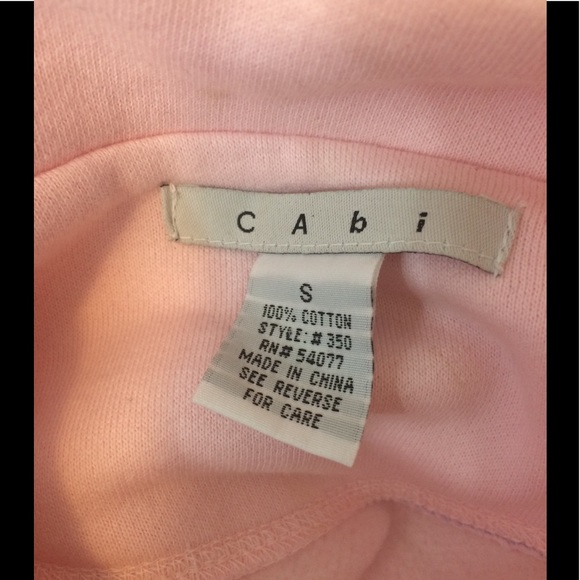 CAbi
S
100% COTTON
STYLE: # 350
RN# 54077
MADE IN CHINA
SEE REVERSE
FOR CARE